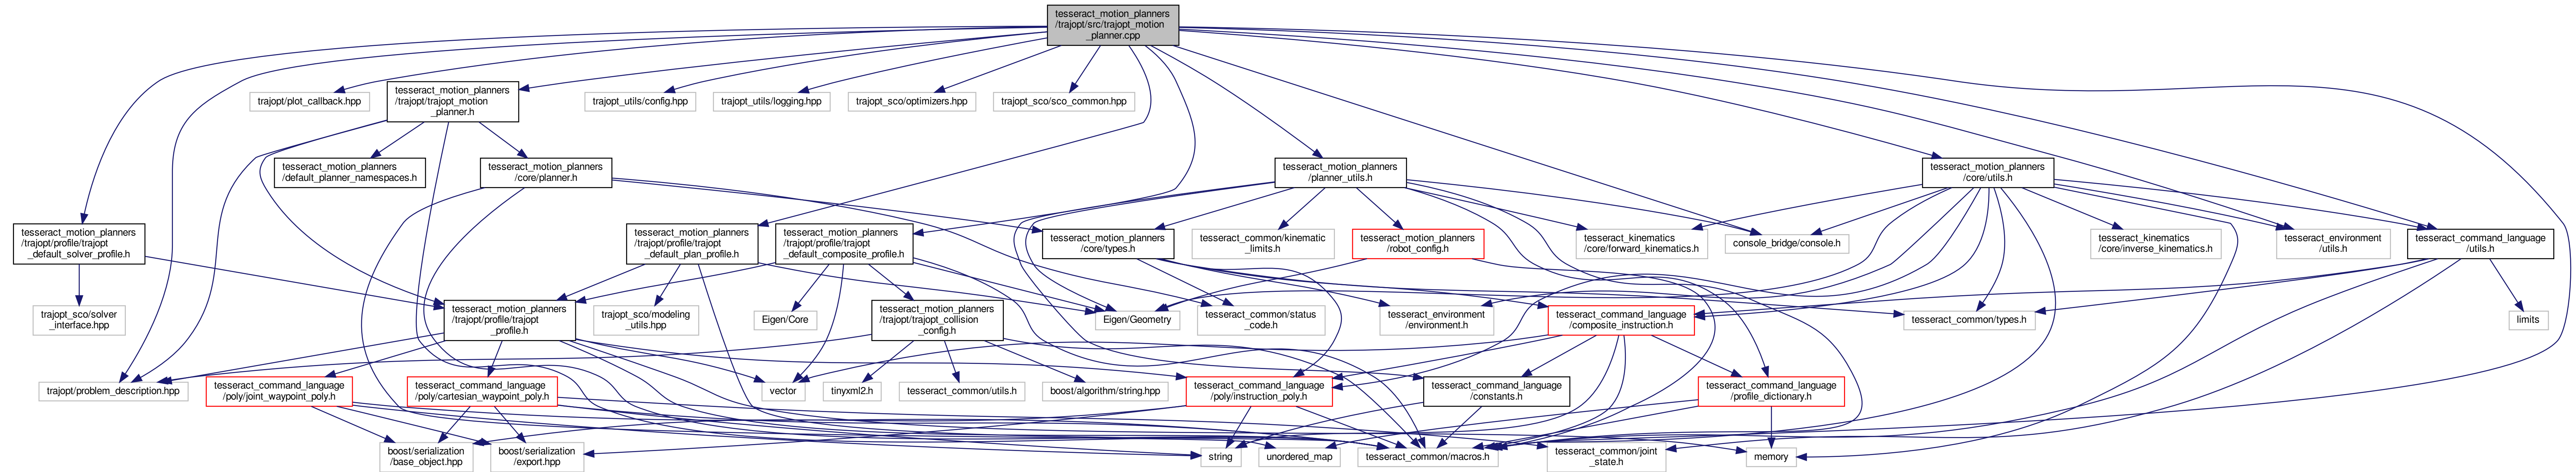 tesseract_motion_planners
/trajopt/src/trajopt_motion
_planner.cpp
trajopt/plot_callback.hpp
tesseract_motion_planners
/trajopt/trajopt_motion
_planner.h
trajopt_utils/config.hpp
trajopt_utils/logging.hpp
trajopt_sco/optimizers.hpp
trajopt_sco/sco_common.hpp
tesseract_motion_planners
/default_planner_namespaces.h
tesseract_motion_planners
/core/planner.h
tesseract_motion_planners
/planner_utils.h
tesseract_motion_planners
/core/utils.h
tesseract_motion_planners
/trajopt/profile/trajopt
_default_solver_profile.h
tesseract_motion_planners
/trajopt/profile/trajopt
_default_plan_profile.h
tesseract_motion_planners
/trajopt/profile/trajopt
_default_composite_profile.h
tesseract_motion_planners
/core/types.h
tesseract_common/kinematic
_limits.h
tesseract_motion_planners
/robot_config.h
tesseract_kinematics
/core/forward_kinematics.h
console_bridge/console.h
tesseract_kinematics
/core/inverse_kinematics.h
tesseract_environment
/utils.h
tesseract_command_language
/utils.h
trajopt_sco/solver
_interface.hpp
tesseract_motion_planners
/trajopt/profile/trajopt
_profile.h
trajopt_sco/modeling
_utils.hpp
Eigen/Core
tesseract_motion_planners
/trajopt/trajopt_collision
_config.h
Eigen/Geometry
tesseract_common/status
_code.h
tesseract_environment
/environment.h
tesseract_command_language
/composite_instruction.h
tesseract_common/types.h
limits
trajopt/problem_description.hpp
tesseract_command_language
/poly/joint_waypoint_poly.h
tesseract_command_language
/poly/cartesian_waypoint_poly.h
vector
tinyxml2.h
tesseract_common/utils.h
boost/algorithm/string.hpp
tesseract_command_language
/poly/instruction_poly.h
tesseract_command_language
/constants.h
tesseract_command_language
/profile_dictionary.h
boost/serialization
/base_object.hpp
boost/serialization
/export.hpp
string
unordered_map
tesseract_common/macros.h
tesseract_common/joint
_state.h
memory